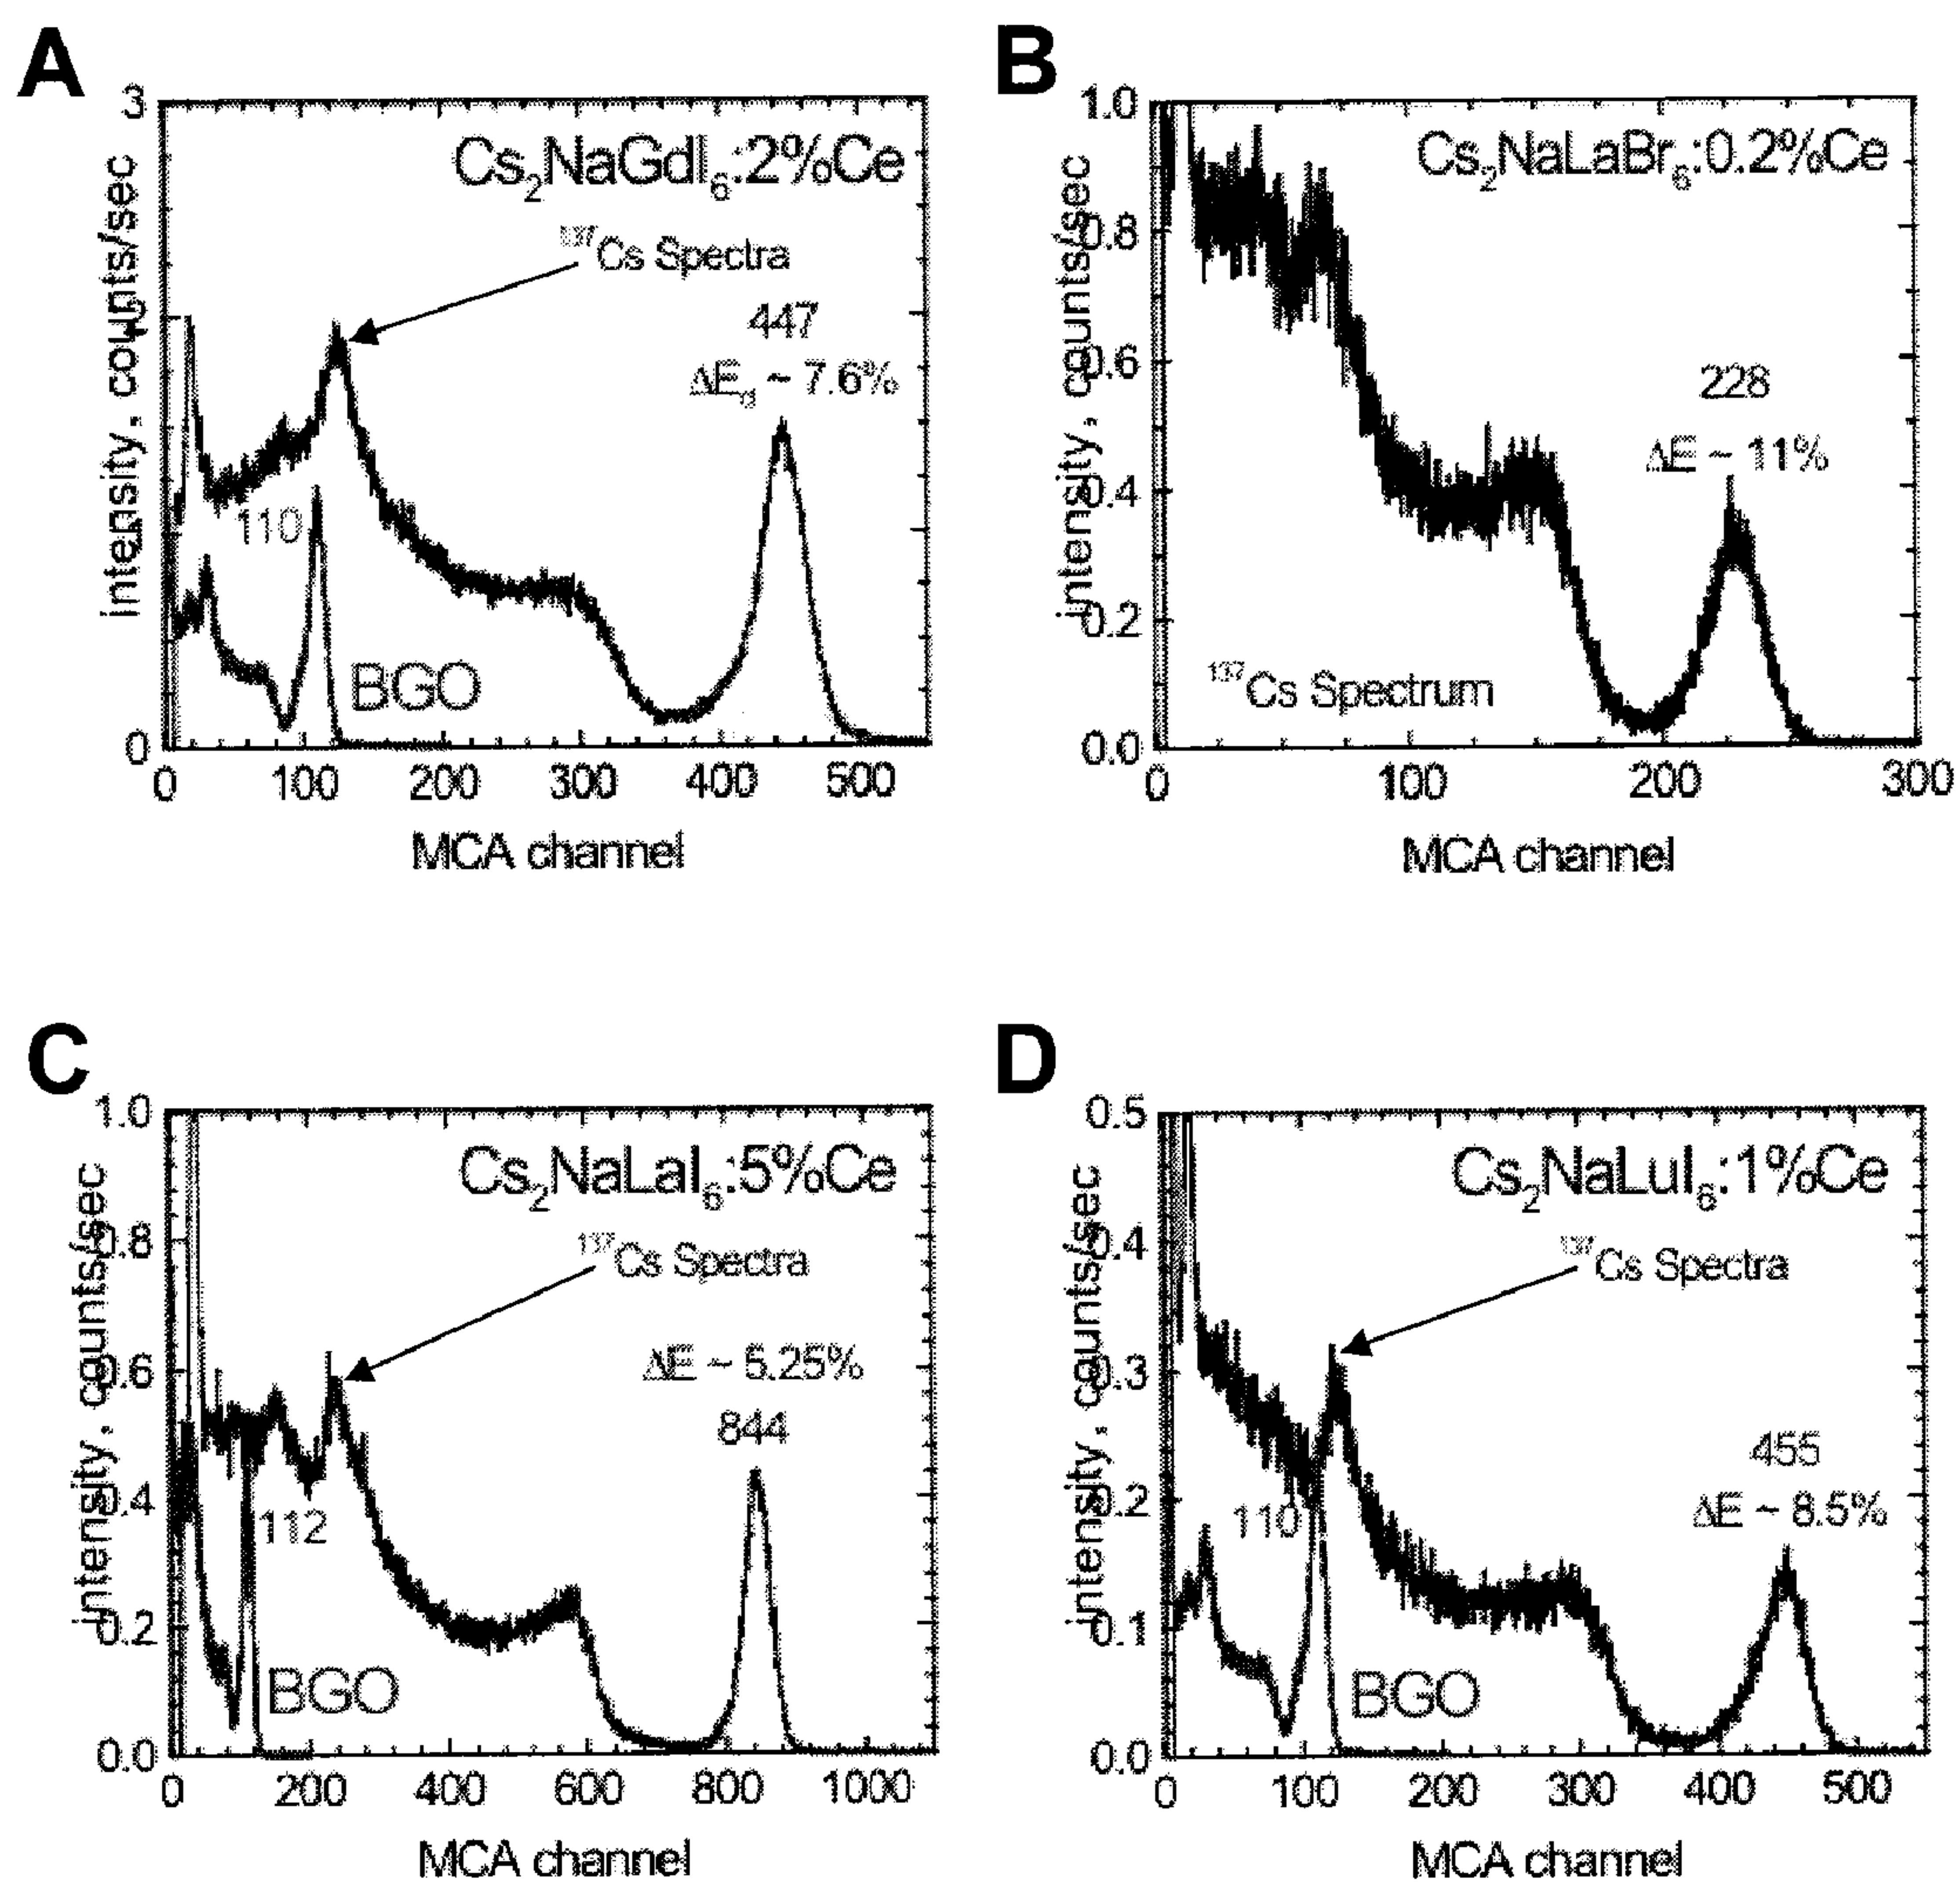 A
Cs2NaGdI6:2%Ce
137Cs Spectra
447
ΔEg ~ 7.6%
110
BGO
intensity, counts/sec
3
0
0 100 200 300 400 500
MCA channel
B
Cs2NaLaBr6:0.2%Ce
228
ΔE ~ 11%
137Cs Spectrum
intensity, counts/sec
1.0
0.8
0.6
0.4
0.2
0.0
0 100 200 300
MCA channel
C
Cs2NaLaI6:5%Ce
137Cs Spectra
ΔE ~ 5.25%
844
112
BGO
intensity, counts/sec
1.0
0.8
0.6
0.4
0.2
0.0
0 200 400 600 800 1000
MCA channel
D
Cs2NaLuI6:1%Ce
137Cs Spectra
455
ΔE ~ 8.5%
110
BGO
intensity, counts/sec
0.5
0.4
0.3
0.2
0.1
0.0
0 100 200 300 400 500
MCA channel